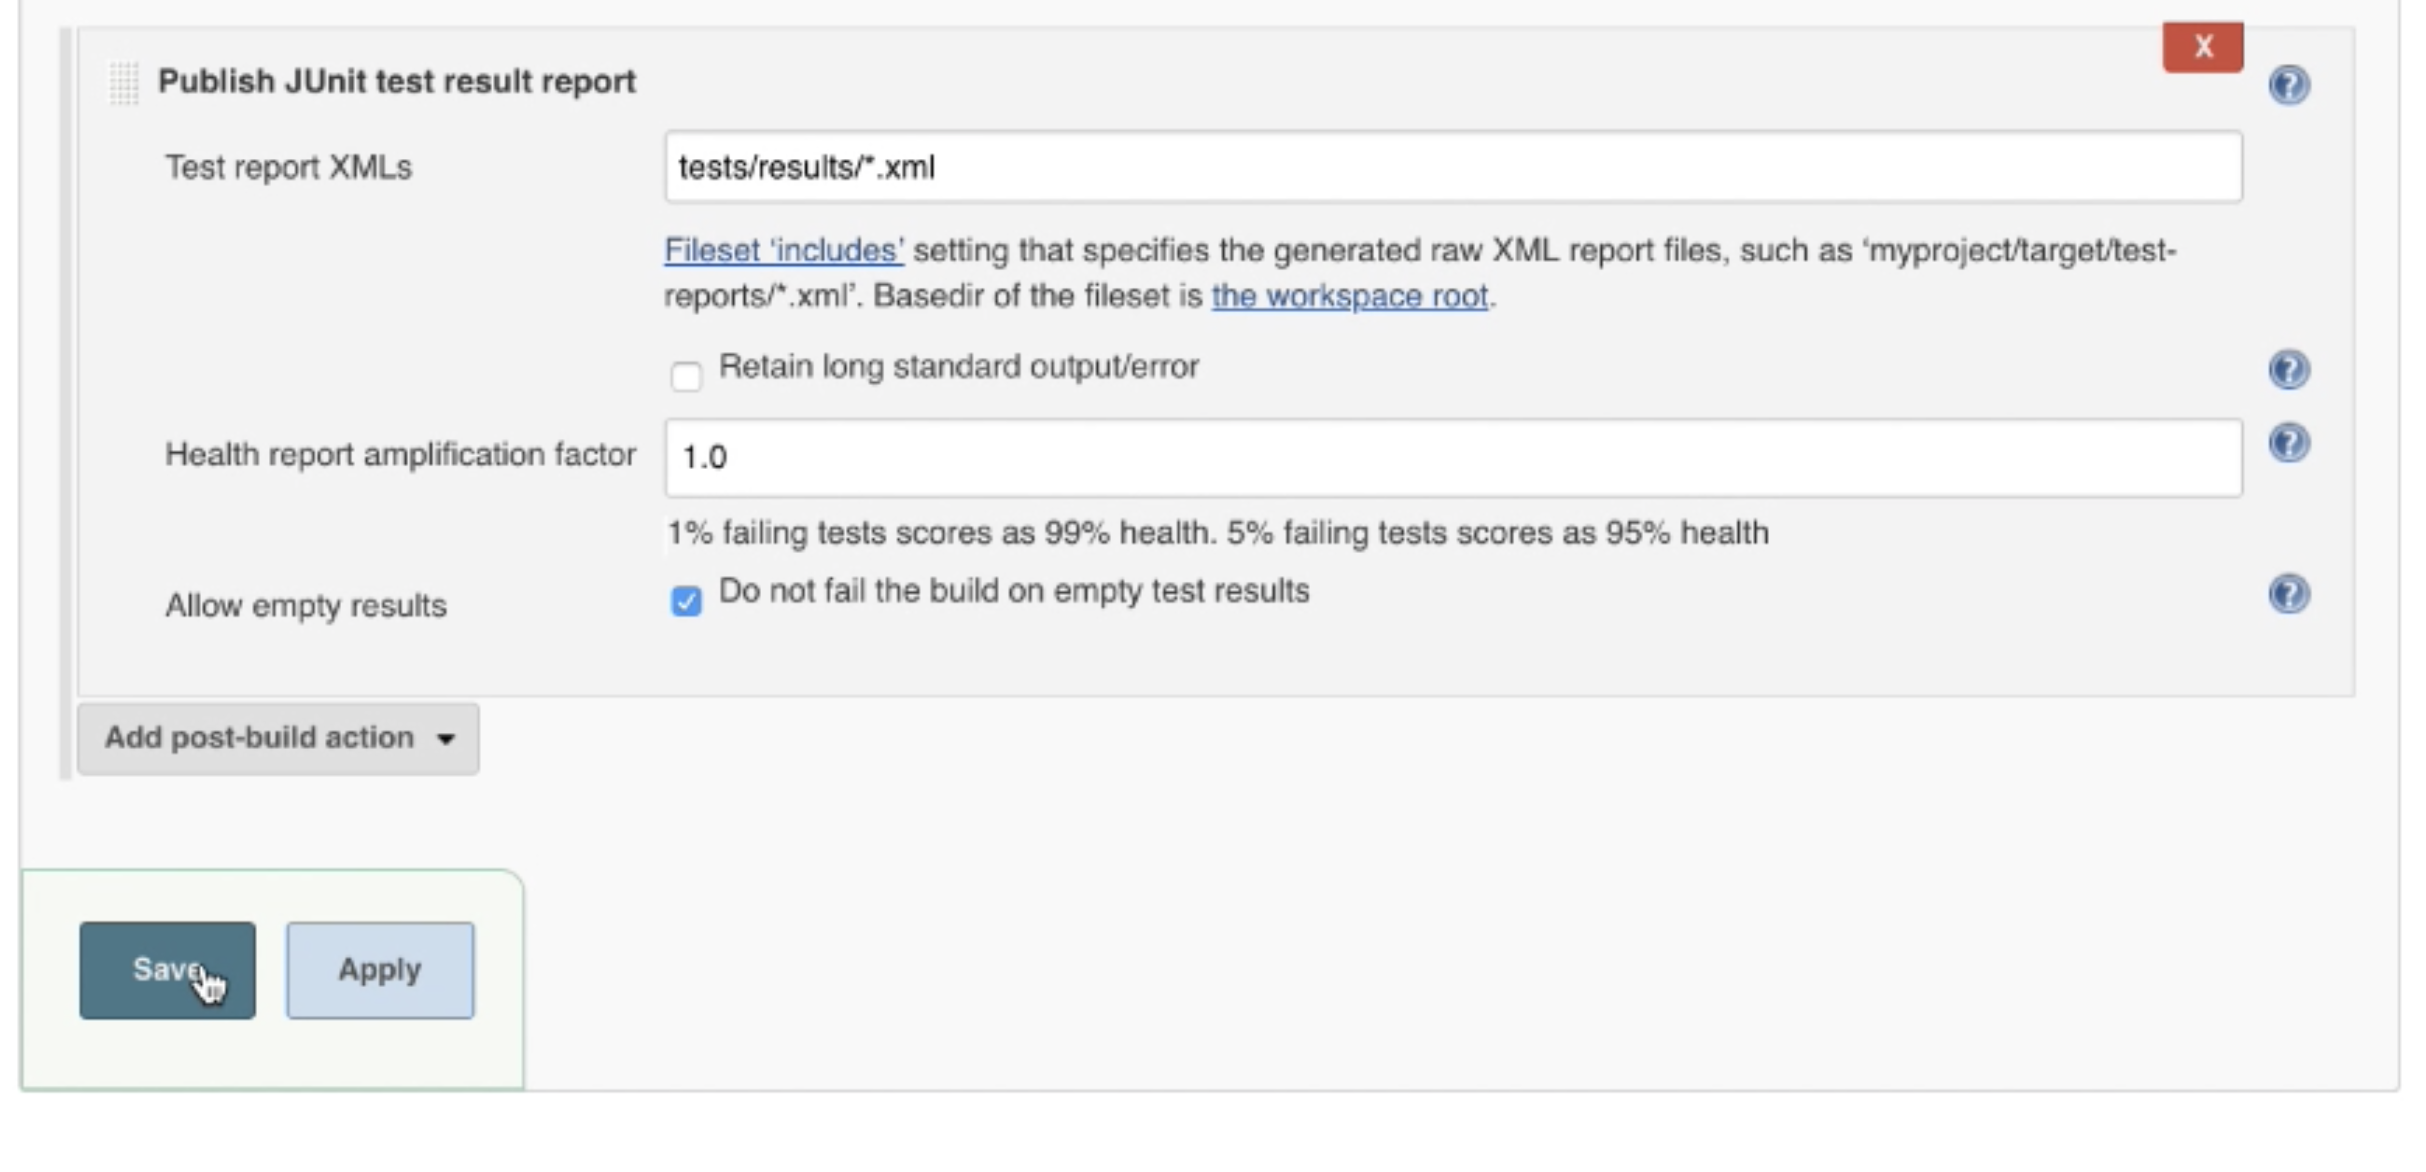 X
Publish JUnit test result report
Test report XMLs
tests/results/*.xml
Fileset ‘includes’ setting that specifies the generated raw XML report files, such as ‘myproject/target/test-
reports/*.xml’. Basedir of the fileset is the workspace root.
Retain long standard output/error
Health report amplification factor
1.0
1% failing tests scores as 99% health. 5% failing tests scores as 95% health
Allow empty results
Do not fail the build on empty test results
Add post-build action
Save
Apply